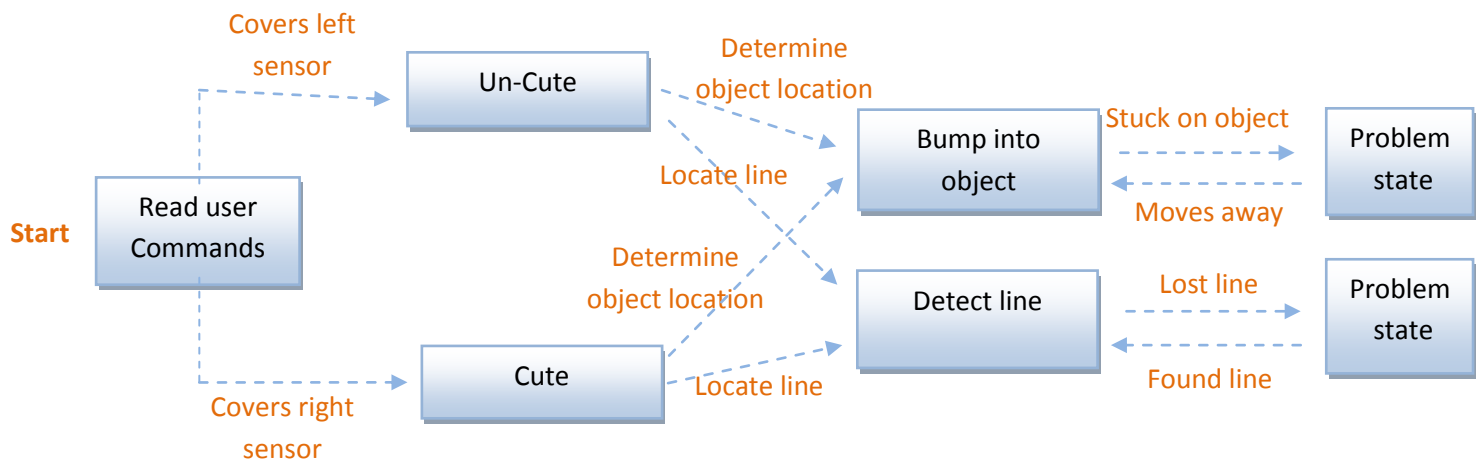 Start
Read user
Commands
Covers left
sensor
Un-Cute
Covers right
sensor
Cute
Determine
object location
Locate line
Determine
object location
Locate line
Bump into
object
Stuck on object
Moves away
Problem
state
Detect line
Lost line
Found line
Problem
state